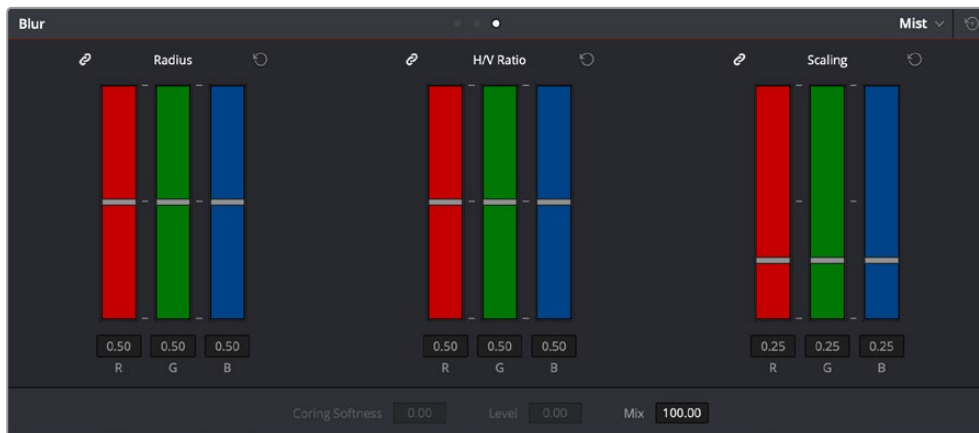 Blur Mist
Radius H/V Ratio Scaling
0.50 0.50 0.50 0.50 0.50 0.50 0.25 0.25 0.25
R G B R G B R G B
Coring Softness 0.00 Level 0.00 Mix 100.00